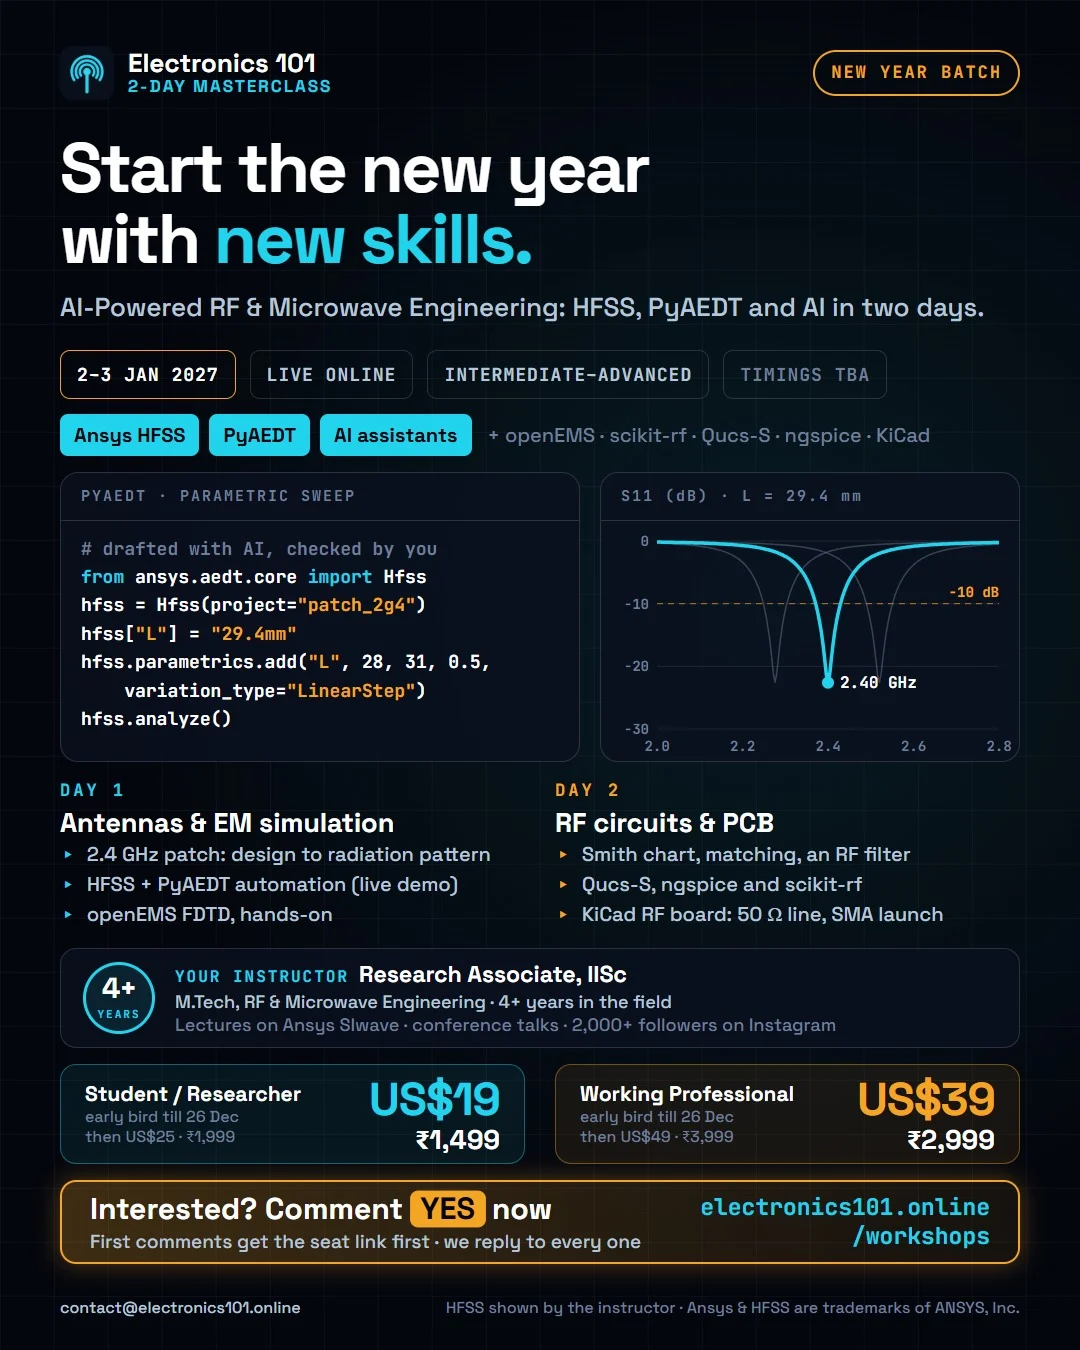 Electronics 101
2-DAY MASTERCLASS
NEW YEAR BATCH
Start the new year
with new skills.
AI-Powered RF & Microwave Engineering: HFSS, PyAEDT and AI in two days.
2–3 JAN 2027
LIVE ONLINE
INTERMEDIATE–ADVANCED
TIMINGS TBA
Ansys HFSS
PyAEDT
AI assistants
+ openEMS · scikit-rf · Qucs-S · ngspice · KiCad
PYAEDT · PARAMETRIC SWEEP
# drafted with AI, checked by you
from ansys.aedt.core import Hfss
hfss = Hfss(project="patch_2g4")
hfss["L"] = "29.4mm"
hfss.parametrics.add("L", 28, 31, 0.5,
    variation_type="LinearStep")
hfss.analyze()
S11 (dB) · L = 29.4 mm
0
-10
-20
-30
-10 dB
2.40 GHz
2.0 2.2 2.4 2.6 2.8
DAY 1
Antennas & EM simulation
▸ 2.4 GHz patch: design to radiation pattern
▸ HFSS + PyAEDT automation (live demo)
▸ openEMS FDTD, hands-on
DAY 2
RF circuits & PCB
▸ Smith chart, matching, an RF filter
▸ Qucs-S, ngspice and scikit-rf
▸ KiCad RF board: 50 Ω line, SMA launch
4+
YEARS
YOUR INSTRUCTOR Research Associate, IISc
M.Tech, RF & Microwave Engineering · 4+ years in the field
Lectures on Ansys SIwave · conference talks · 2,000+ followers on Instagram
Student / Researcher
early bird till 26 Dec
then US$25 · ₹1,999
US$19
₹1,499
Working Professional
early bird till 26 Dec
then US$49 · ₹3,999
US$39
₹2,999
Interested? Comment YES now
First comments get the seat link first · we reply to every one
electronics101.online
/workshops
contact@electronics101.online
HFSS shown by the instructor · Ansys & HFSS are trademarks of ANSYS, Inc.